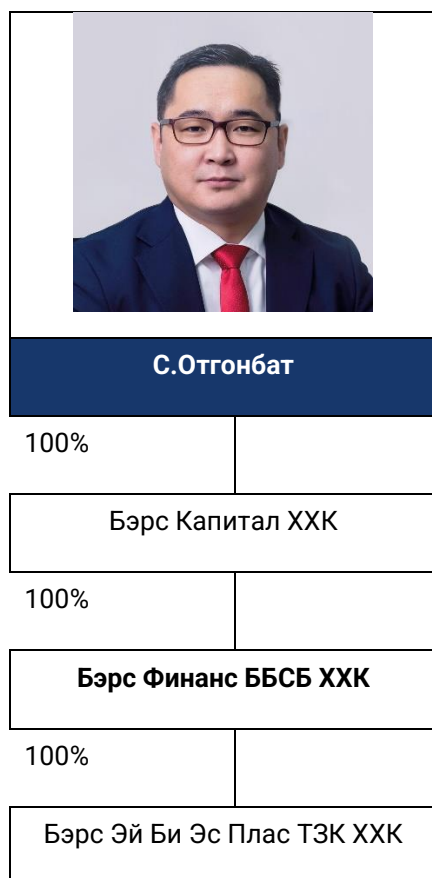 С.Отгонбат
100%
Бэрс Капитал ХХК
100%
Бэрс Финанс ББСБ ХХК
100%
Бэрс Эй Би Эс Плас ТЗК ХХК